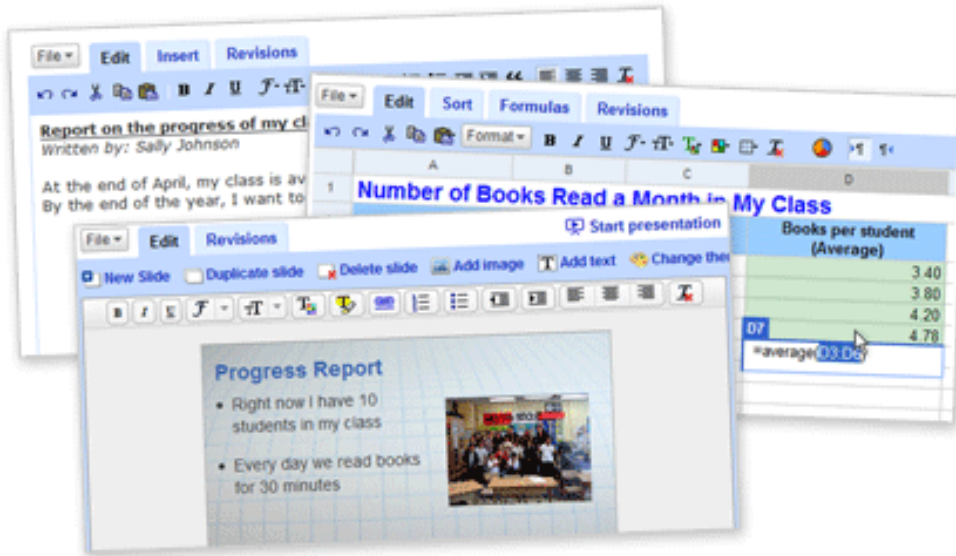 File
Edit Insert Revisions
B I U
Report on the progress of my cl
Written by: Sally Johnson
At the end of April, my class is av
By the end of the year, I want to
File
Edit Sort Formulas Revisions
Format B I U
A B C D
1 Number of Books Read a Month in My Class
Books per student
(Average)
3.40
3.80
4.20
4.78
D7
=average(D3:D6)
File
Edit Revisions
Start presentation
New Slide Duplicate slide Delete slide Add image Add text Change the
B I U
Progress Report
• Right now I have 10
students in my class
• Every day we read books
for 30 minutes